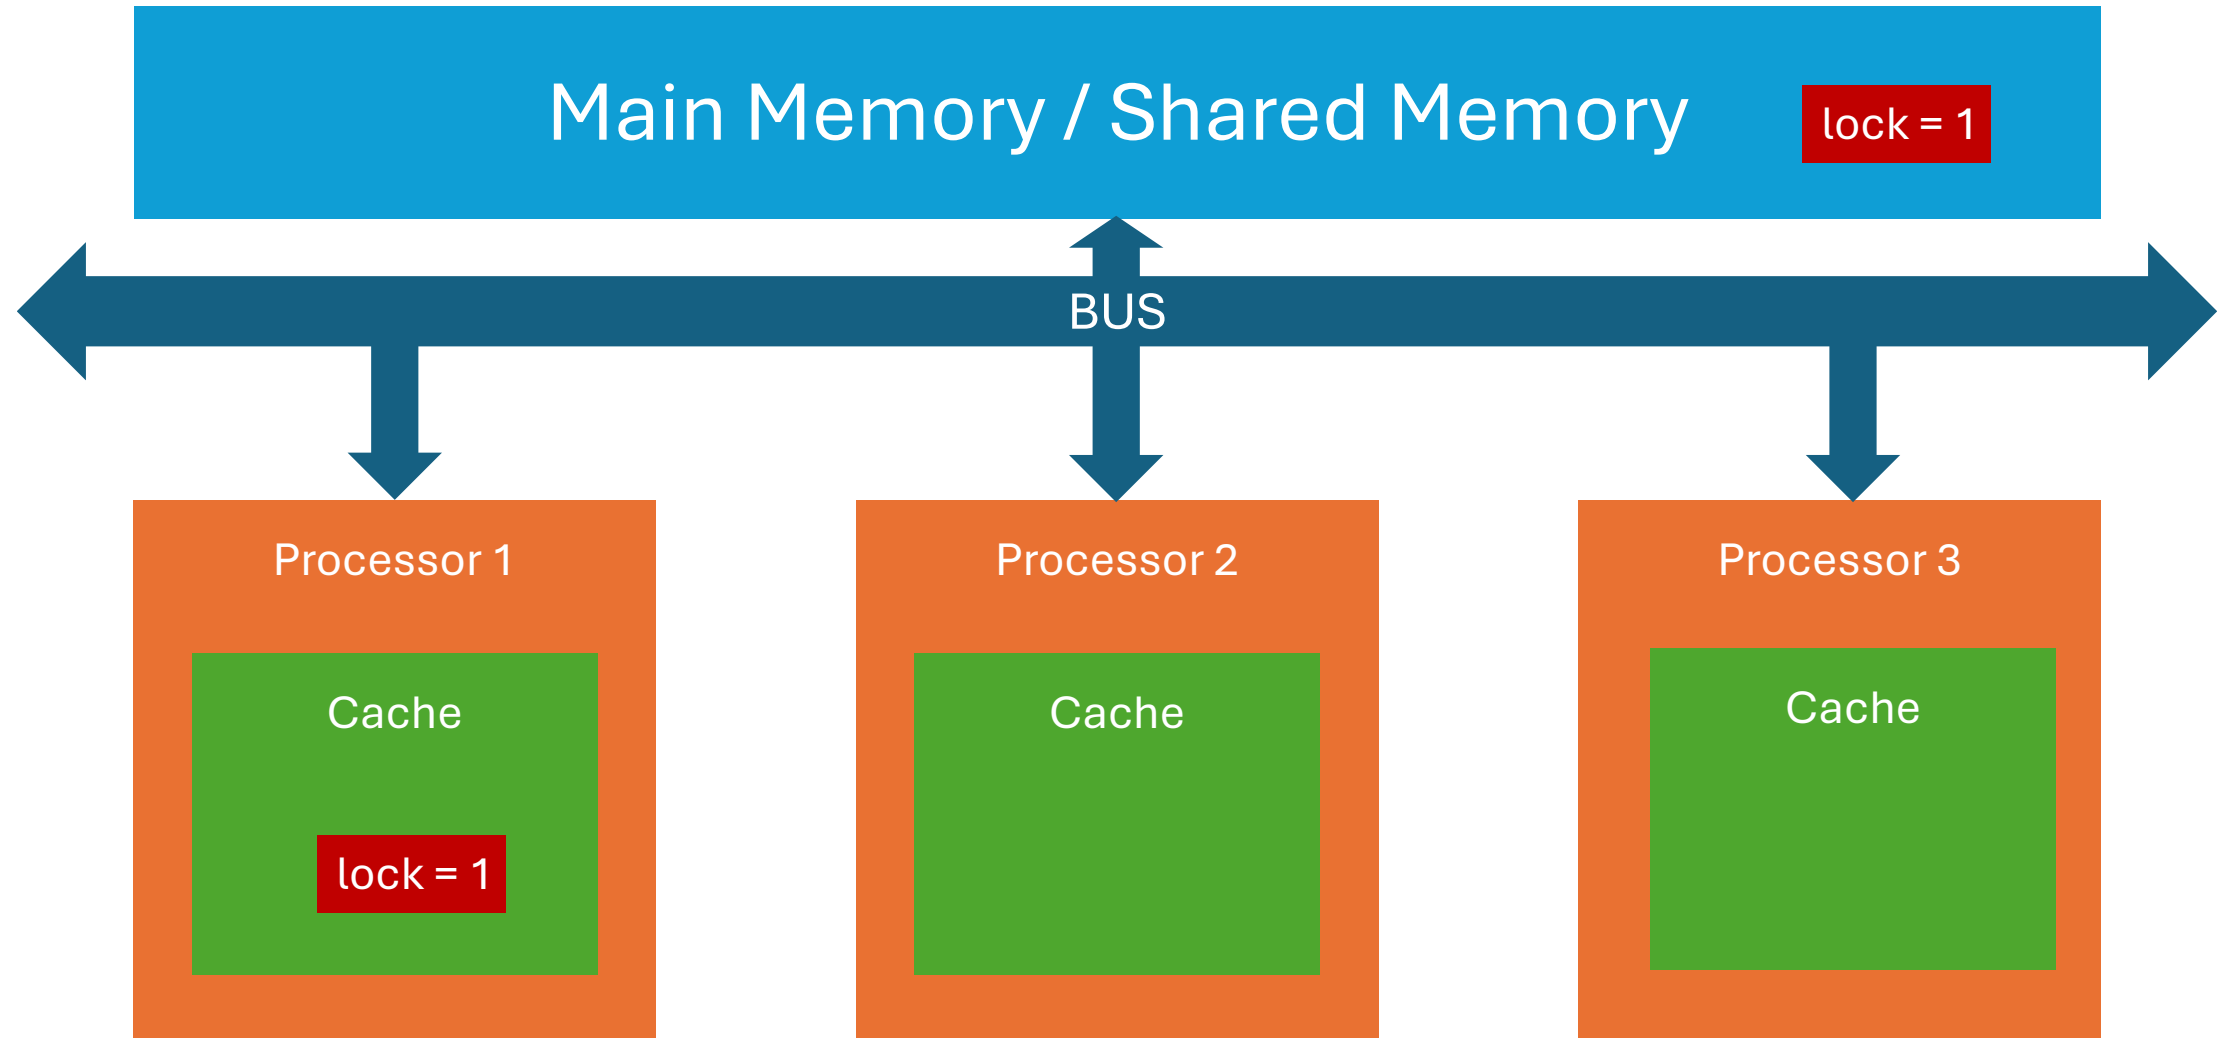 Main Memory / Shared Memory
lock = 1
BUS
Processor 1
Processor 2
Processor 3
Cache
Cache
Cache
lock = 1